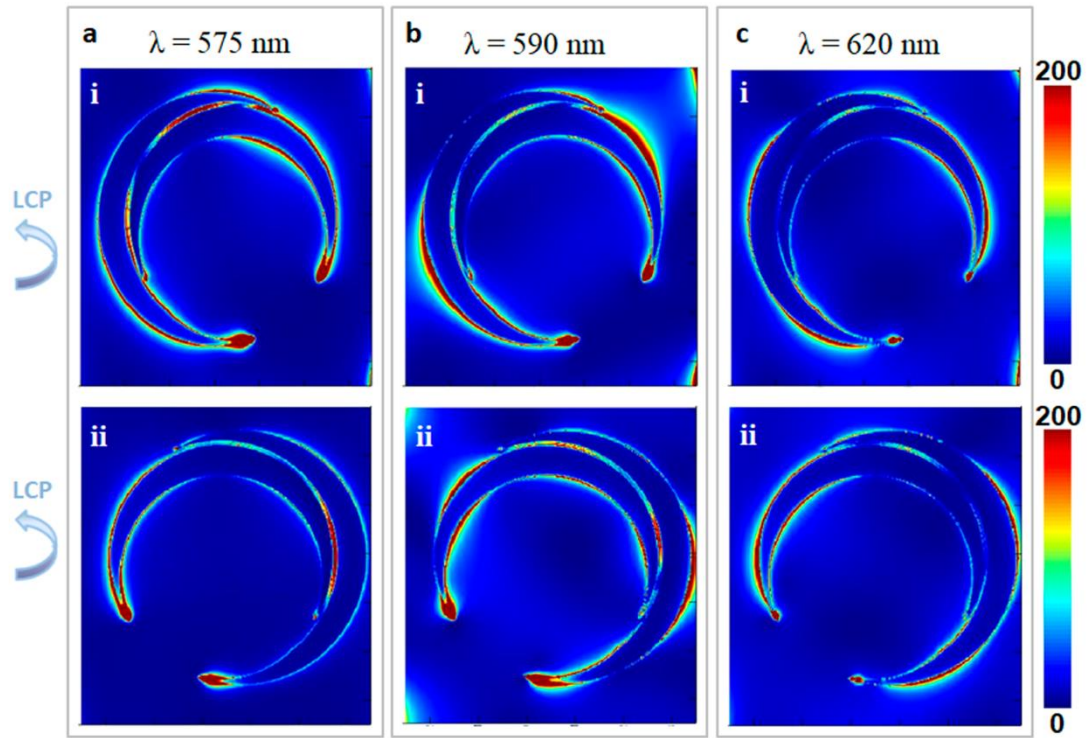 a λ = 575 nm
b λ = 590 nm
c λ = 620 nm
i
i
i
200
LCP
0
ii
ii
ii
200
LCP
0